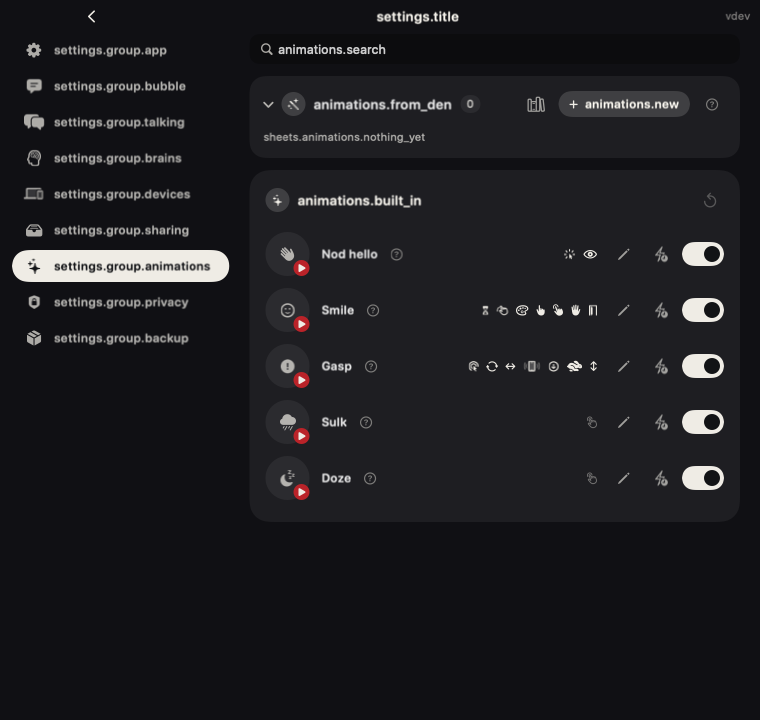 settings.title
vdev
settings.group.app
settings.group.bubble
settings.group.talking
settings.group.brains
settings.group.devices
settings.group.sharing
settings.group.animations
settings.group.privacy
settings.group.backup
animations.search
animations.from_den 0
+ animations.new
sheets.animations.nothing_yet
animations.built_in
Nod hello
Smile
Gasp
Sulk
Doze